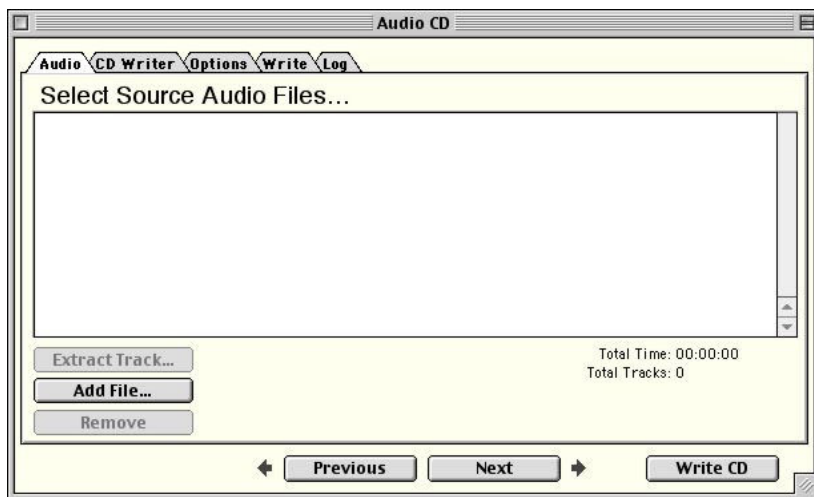 Audio CD
Audio CD Writer Options Write Log
Select Source Audio Files...
Extract Track...
Total Time: 00:00:00
Add File...
Total Tracks: 0
Remove
Previous Next Write CD